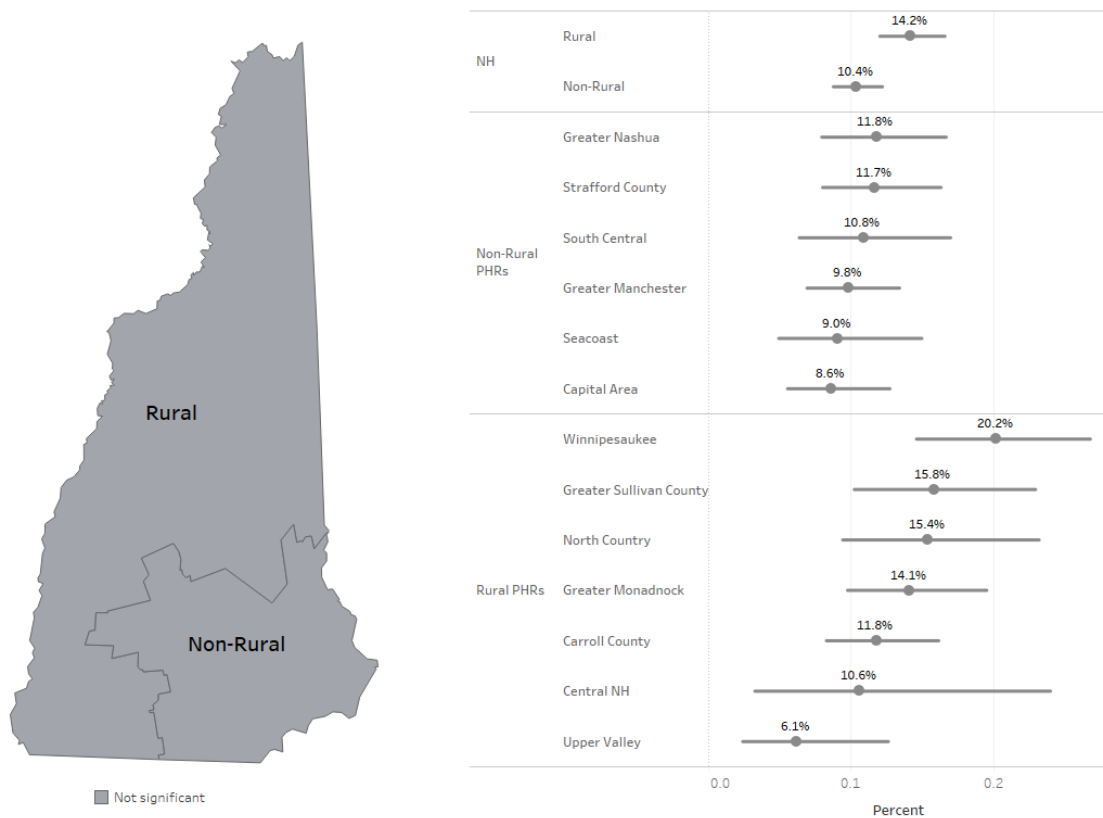 Rural
Non-Rural
Not significant
NH
Rural
14.2%
Non-Rural
10.4%
Non-Rural
PHRs
Greater Nashua
11.8%
Strafford County
11.7%
South Central
10.8%
Greater Manchester
9.8%
Seacoast
9.0%
Capital Area
8.6%
Rural PHRs
Winnipesaukee
20.2%
Greater Sullivan County
15.8%
North Country
15.4%
Greater Monadnock
14.1%
Carroll County
11.8%
Central NH
10.6%
Upper Valley
6.1%
0.0 0.1 0.2
Percent